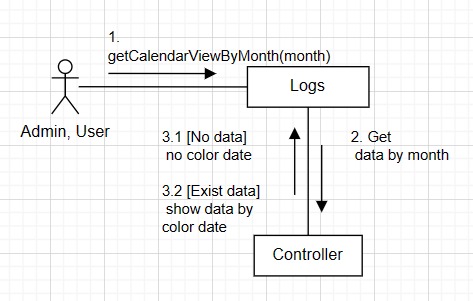 1.
getCalendarViewByMonth(month)
Logs
Admin, User
3.1 [No data]
no color date
2. Get
data by month
3.2 [Exist data]
show data by
color date
Controller